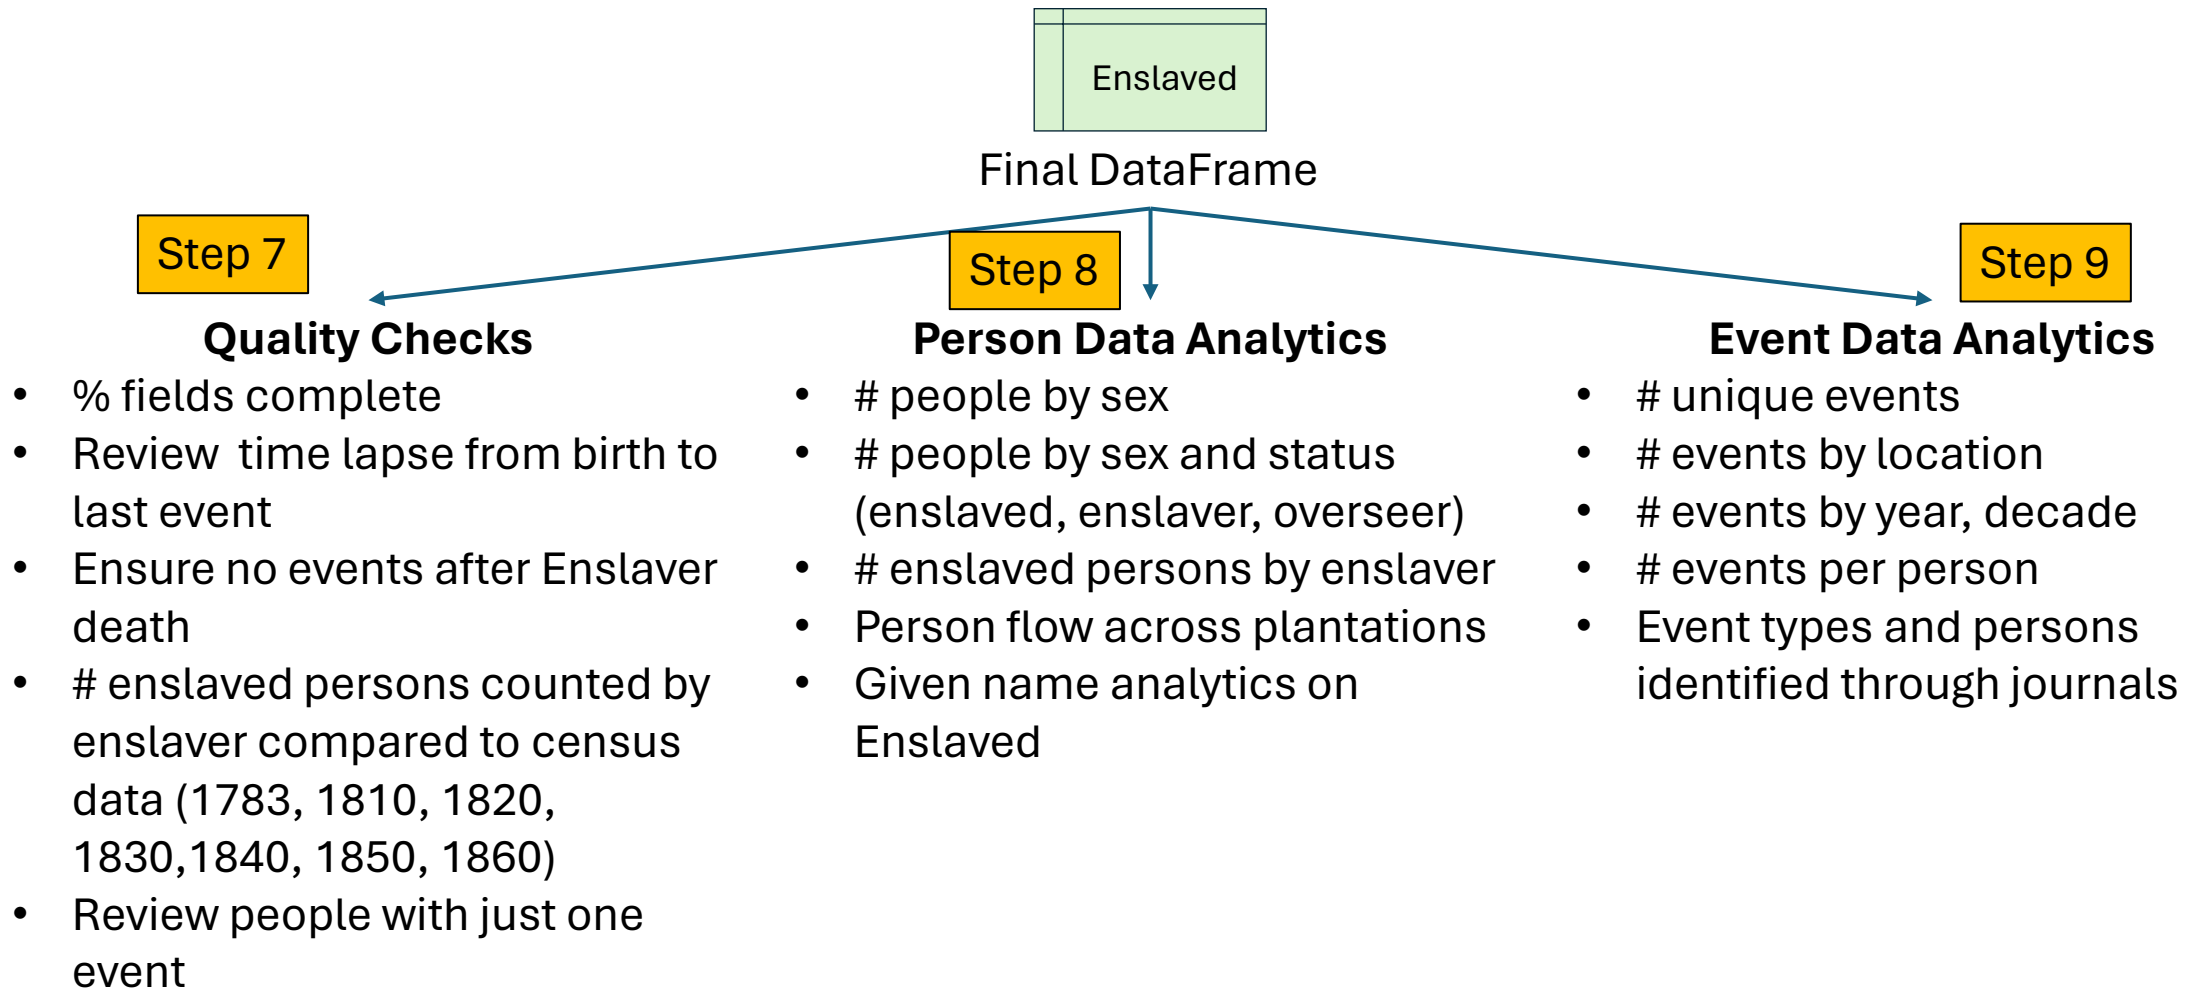 Enslaved
Final DataFrame
Step 7
Quality Checks
• % fields complete
• Review  time lapse from birth to
last event
• Ensure no events after Enslaver
death
• # enslaved persons counted by
enslaver compared to census
data (1783, 1810, 1820,
1830,1840, 1850, 1860)
• Review people with just one
event
Step 8
Person Data Analytics
• # people by sex
• # people by sex and status
(enslaved, enslaver, overseer)
• # enslaved persons by enslaver
• Person flow across plantations
• Given name analytics on
Enslaved
Step 9
Event Data Analytics
• # unique events
• # events by location
• # events by year, decade
• # events per person
• Event types and persons
identified through journals